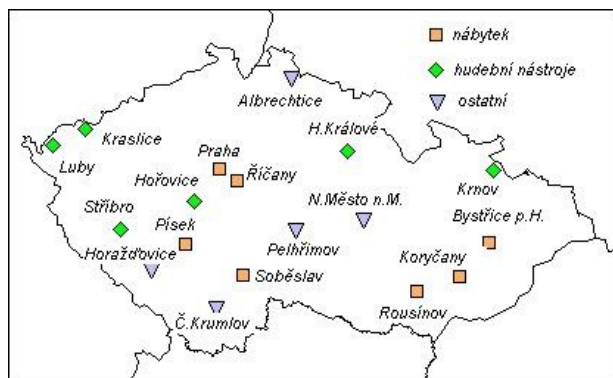 nábytek
hudební nástroje
ostatní
Albrechtice
Kraslice
H.Králové
Luby
Praha
Říčany
Hořovice
Krnov
N.Město n.M.
Stříbro
Písek
Bystřice p.H.
Pelhřimov
Horažďovice
Koryčany
Soběslav
Rousínov
Č.Krumlov